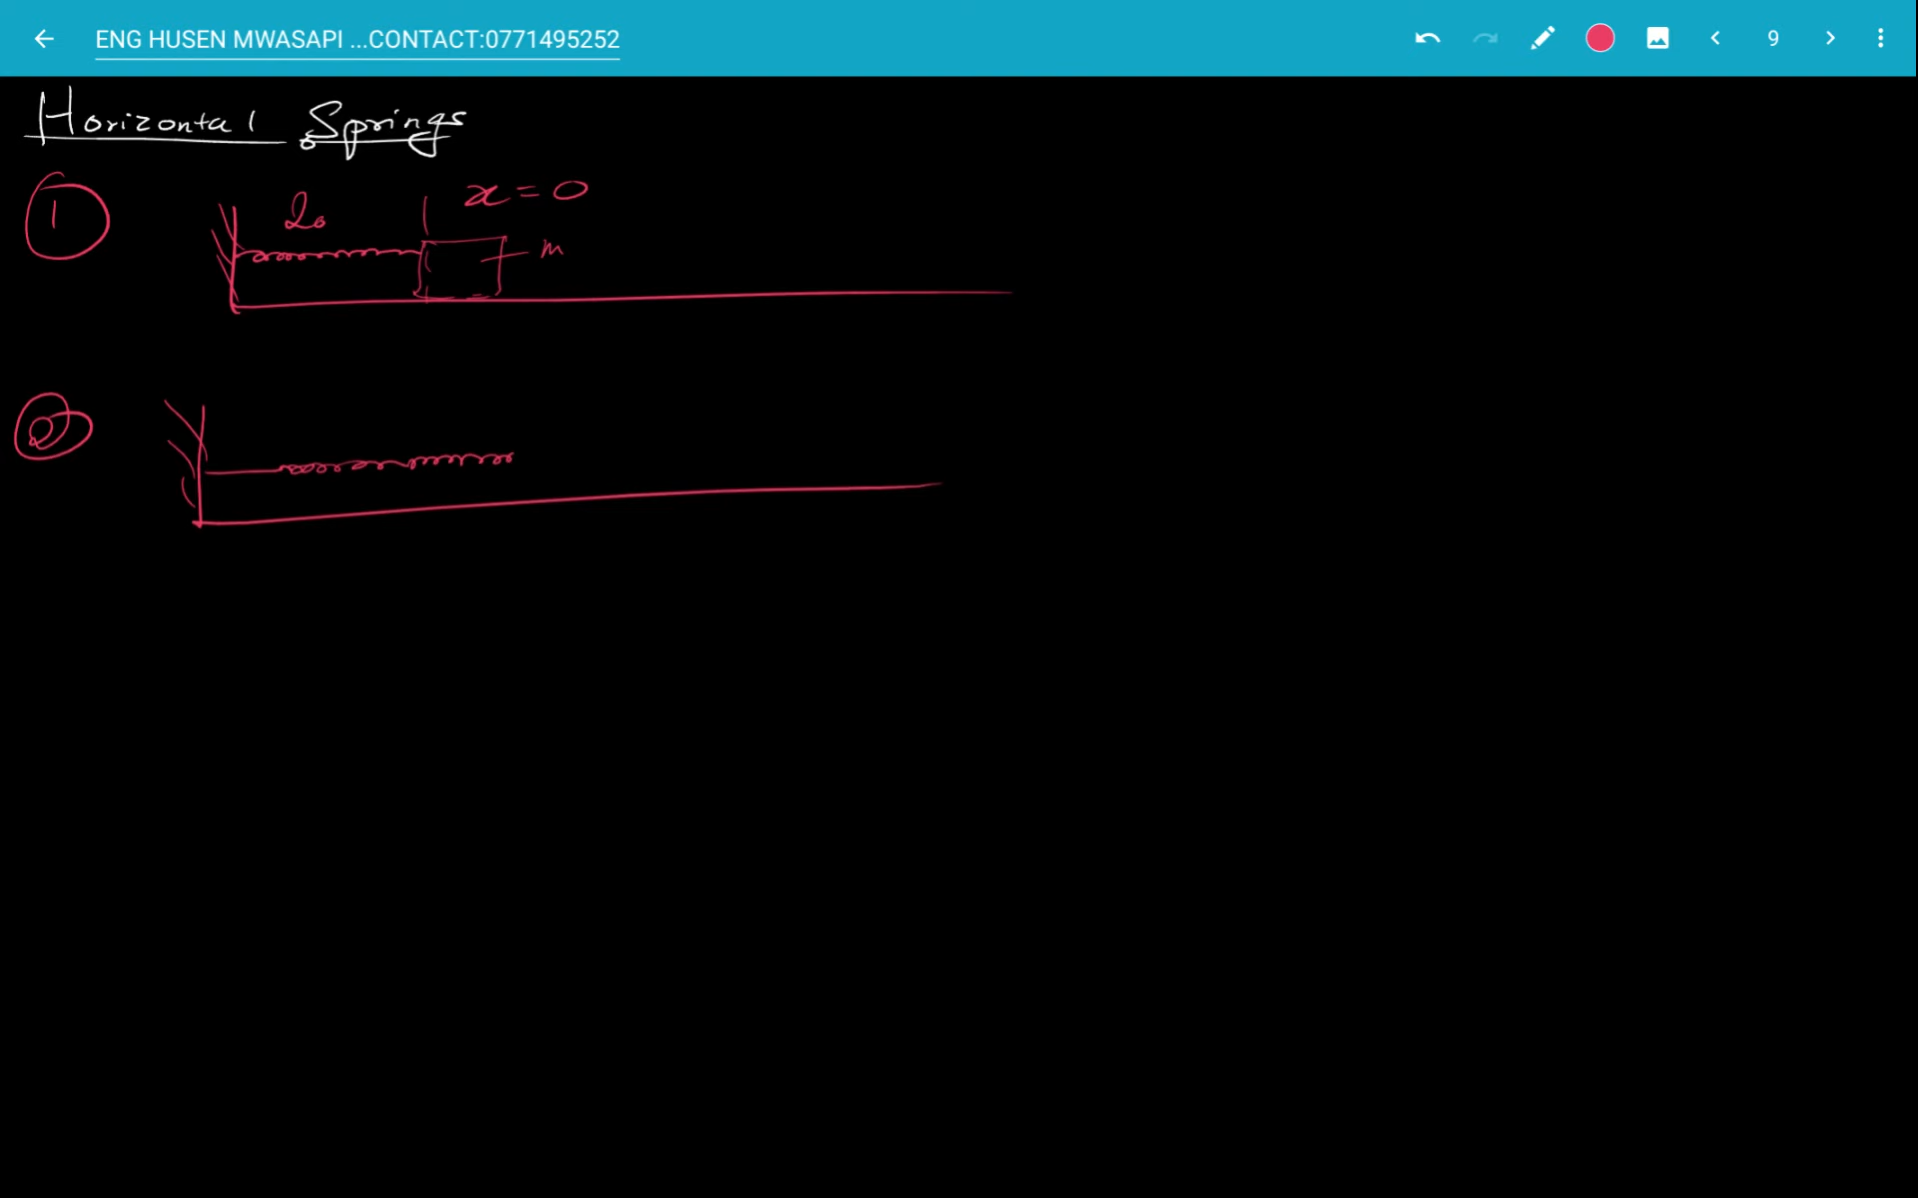 ENG HUSEN MWASAPI ...CONTACT:0771495252
9
Horizontal Springs
1
x = 0
l₀
m
2